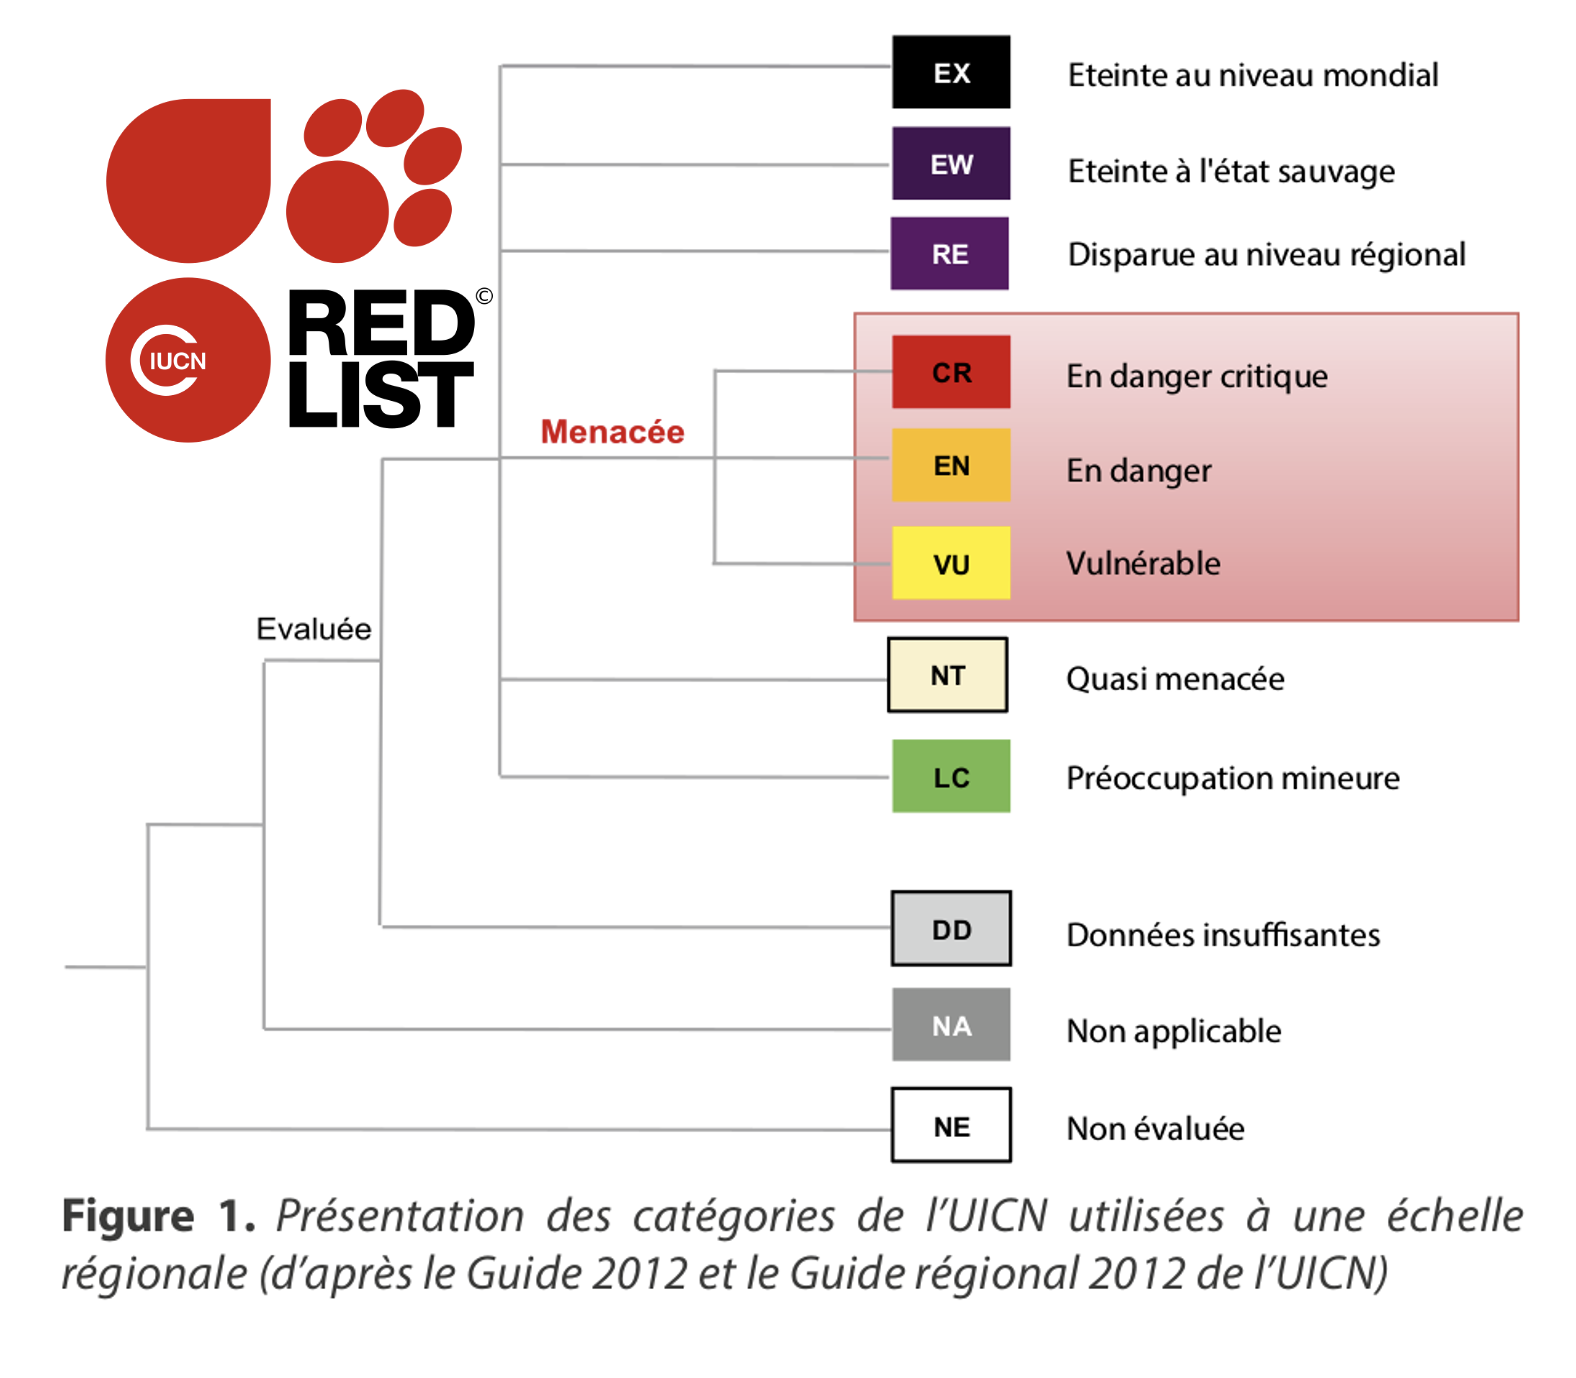 EX Eteinte au niveau mondial
EW Eteinte à l'état sauvage
RE Disparue au niveau régional
IUCN
RED©
LIST
CR En danger critique
Menacée
EN En danger
VU Vulnérable
Evaluée
NT Quasi menacée
LC Préoccupation mineure
DD Données insuffisantes
NA Non applicable
NE Non évaluée
Figure 1. Présentation des catégories de l’UICN utilisées à une échelle
régionale (d’après le Guide 2012 et le Guide régional 2012 de l’UICN)